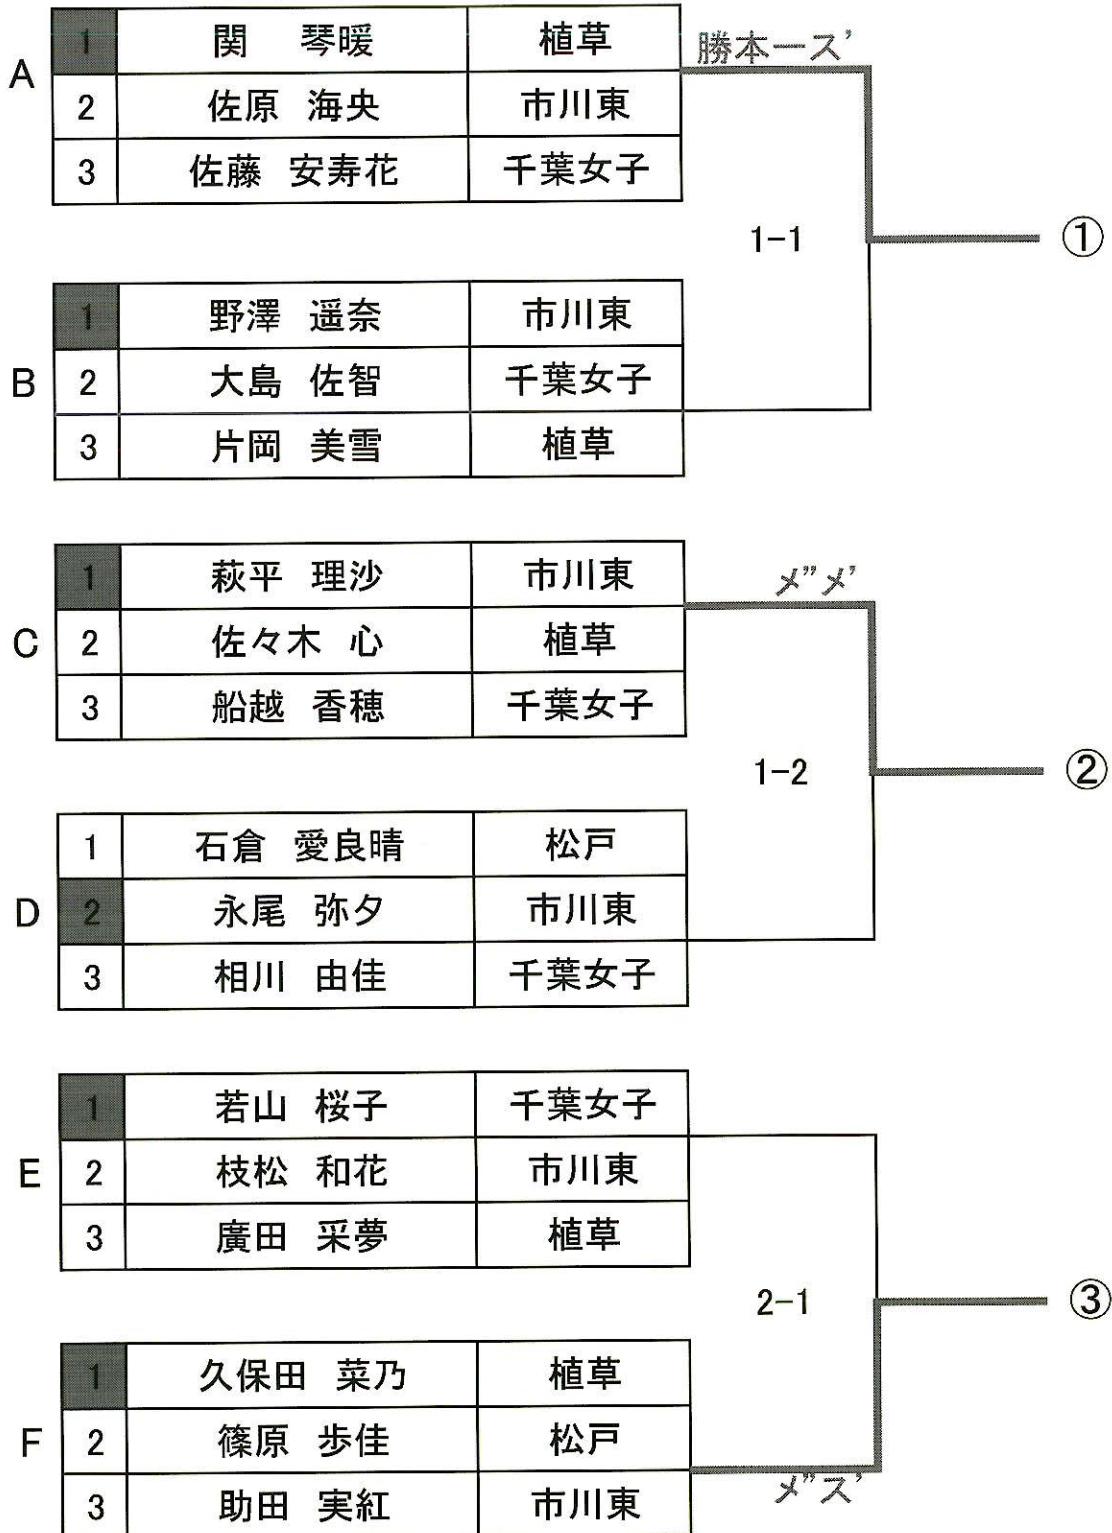 A
1 関 琴暖 植草
2 佐原 海央 市川東
3 佐藤 安寿花 千葉女子
勝本一ス’
1-1
①
B
1 野澤 遥奈 市川東
2 大島 佐智 千葉女子
3 片岡 美雪 植草
C
1 萩平 理沙 市川東
2 佐々木 心 植草
3 船越 香穂 千葉女子
メ”メ’
1-2
②
D
1 石倉 愛良晴 松戸
2 永尾 弥夕 市川東
3 相川 由佳 千葉女子
E
1 若山 桜子 千葉女子
2 枝松 和花 市川東
3 廣田 采夢 植草
2-1
③
F
1 久保田 菜乃 植草
2 篠原 歩佳 松戸
3 助田 実紅 市川東
メ”ス’